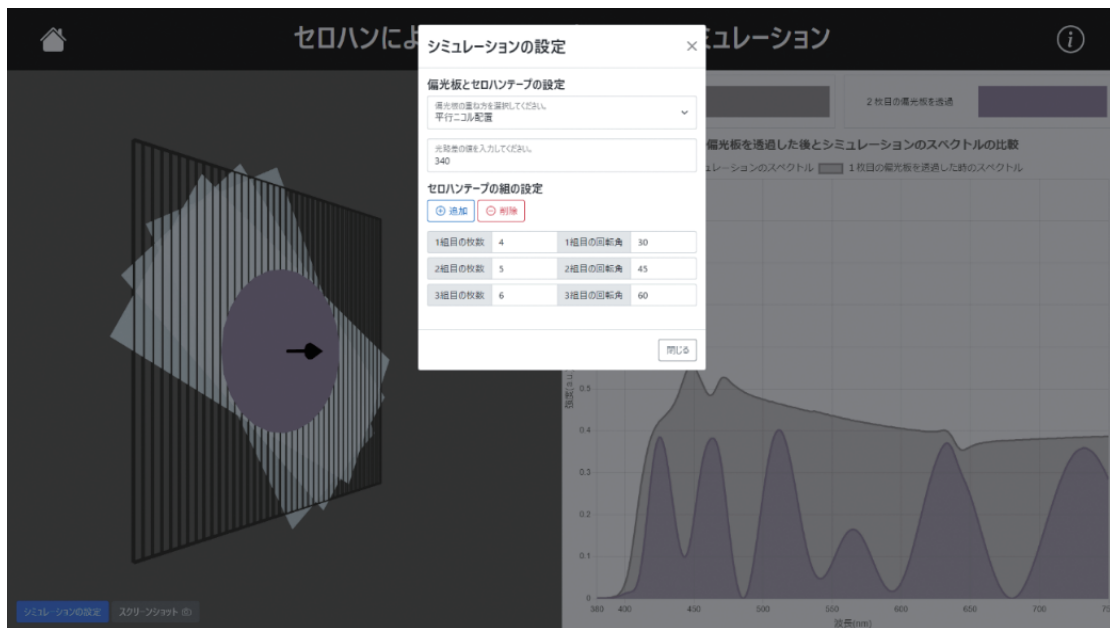 セロハンによ
ミュレーション
シミュレーションの設定
偏光板とセロハンテープの設定
偏光板の重ね方を選択してください。
平行ニコル配置
光路差の値を入力してください。
340
セロハンテープの組の設定
追加 削除
1組目の枚数 4 1組目の回転角 30
2組目の枚数 5 2組目の回転角 45
3組目の枚数 6 3組目の回転角 60
閉じる
2枚目の偏光板を透過
偏光板を透過した後とシミュレーションのスペクトルの比較
ュレーションのスペクトル 1枚目の偏光板を透過した時のスペクトル
0.5
0.4
0.3
0.2
0.1
0
380 400 450 500 550 600 650 700
波長(nm)
シミュレーションの設定 スクリーンショット